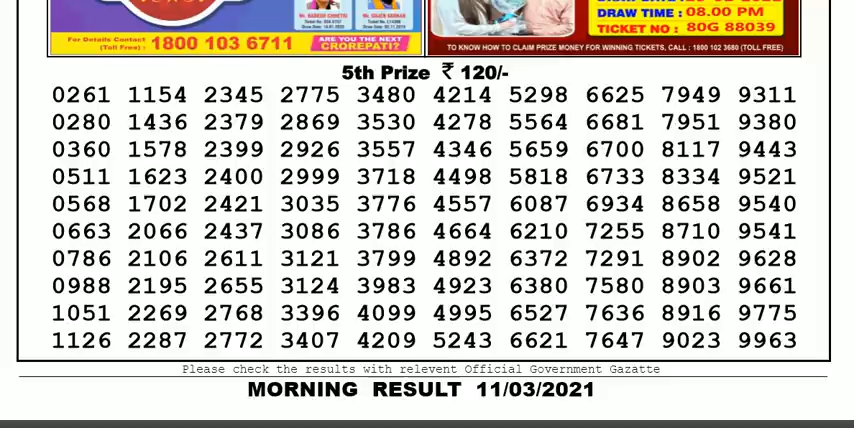 Mr. Ticket No.
For Details Contact
(Toll Free) : 1800 103 6711
ARE YOU THE NEXT
CROREPATI?
DRAW TIME : 08.00 PM
TICKET NO : 80G 88039
TO KNOW HOW TO CLAIM PRIZE MONEY FOR WINNING TICKETS, CALL : 1800 102 3680 (TOLL FREE)
5th Prize ₹ 120/-
0261 1154 2345 2775 3480 4214 5298 6625 7949 9311
0280 1436 2379 2869 3530 4278 5564 6681 7951 9380
0360 1578 2399 2926 3557 4346 5659 6700 8117 9443
0511 1623 2400 2999 3718 4498 5818 6733 8334 9521
0568 1702 2421 3035 3776 4557 6087 6934 8658 9540
0663 2066 2437 3086 3786 4664 6210 7255 8710 9541
0786 2106 2611 3121 3799 4892 6372 7291 8902 9628
0988 2195 2655 3124 3983 4923 6380 7580 8903 9661
1051 2269 2768 3396 4099 4995 6527 7636 8916 9775
1126 2287 2772 3407 4209 5243 6621 7647 9023 9963
Please check the results with relevent Official Government Gazatte
MORNING RESULT 11/03/2021